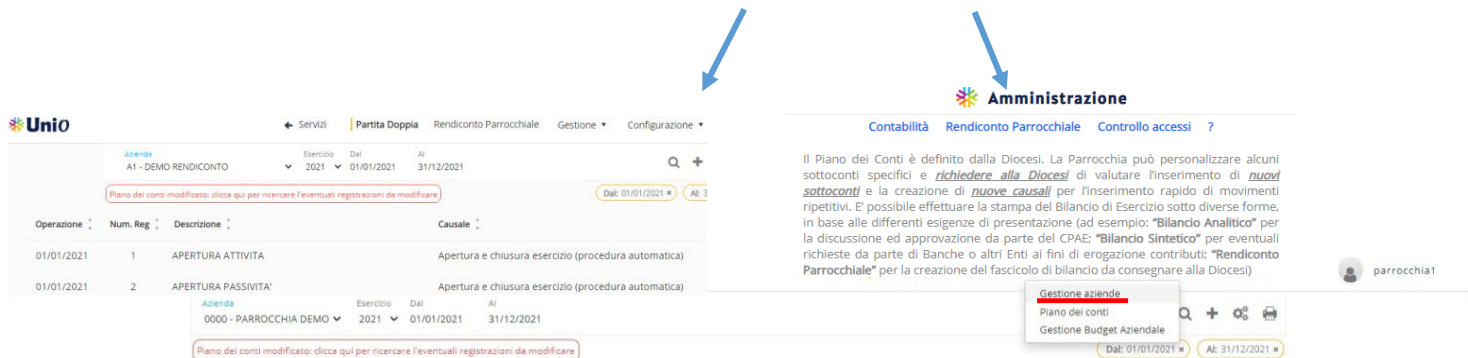 Unio
Servizi
Partita Doppia
Rendiconto Parrocchiale
Gestione
Configurazione
Azienda
A1 - DEMO RENDICONTO
Esercizio
2021
Dal
01/01/2021
Al
31/12/2021
Piano dei conti modificato: clicca qui per ricercare l'eventuali registrazioni da modificare
Dal: 01/01/2021 ×
Al: 3
Operazione Num. Reg Descrizione Causale
01/01/2021 1 APERTURA ATTIVITA Apertura e chiusura esercizio (procedura automatica)
01/01/2021 2 APERTURA PASSIVITA' Apertura e chiusura esercizio (procedura automatica)
Amministrazione
Contabilità Rendiconto Parrocchiale Controllo accessi ?
Il Piano dei Conti è definito dalla Diocesi. La Parrocchia può personalizzare alcuni
sottoconti specifici e richiedere alla Diocesi di valutare l'inserimento di nuovi
sottoconti e la creazione di nuove causali per l'inserimento rapido di movimenti
ripetitivi. E' possibile effettuare la stampa del Bilancio di Esercizio sotto diverse forme,
in base alle differenti esigenze di presentazione (ad esempio: “Bilancio Analitico” per
la discussione ed approvazione da parte del CPAE; “Bilancio Sintetico” per eventuali
richieste da parte di Banche o altri Enti ai fini di erogazione contributi; “Rendiconto
Parrocchiale” per la creazione del fascicolo di bilancio da consegnare alla Diocesi)
parrocchia1
Gestione aziende
Piano dei conti
Gestione Budget Aziendale
Azienda
0000 - PARROCCHIA DEMO
Esercizio
2021
Dal
01/01/2021
Al
31/12/2021
Piano dei conti modificato: clicca qui per ricercare l'eventuali registrazioni da modificare
Dal: 01/01/2021 ×
Al: 31/12/2021 ×